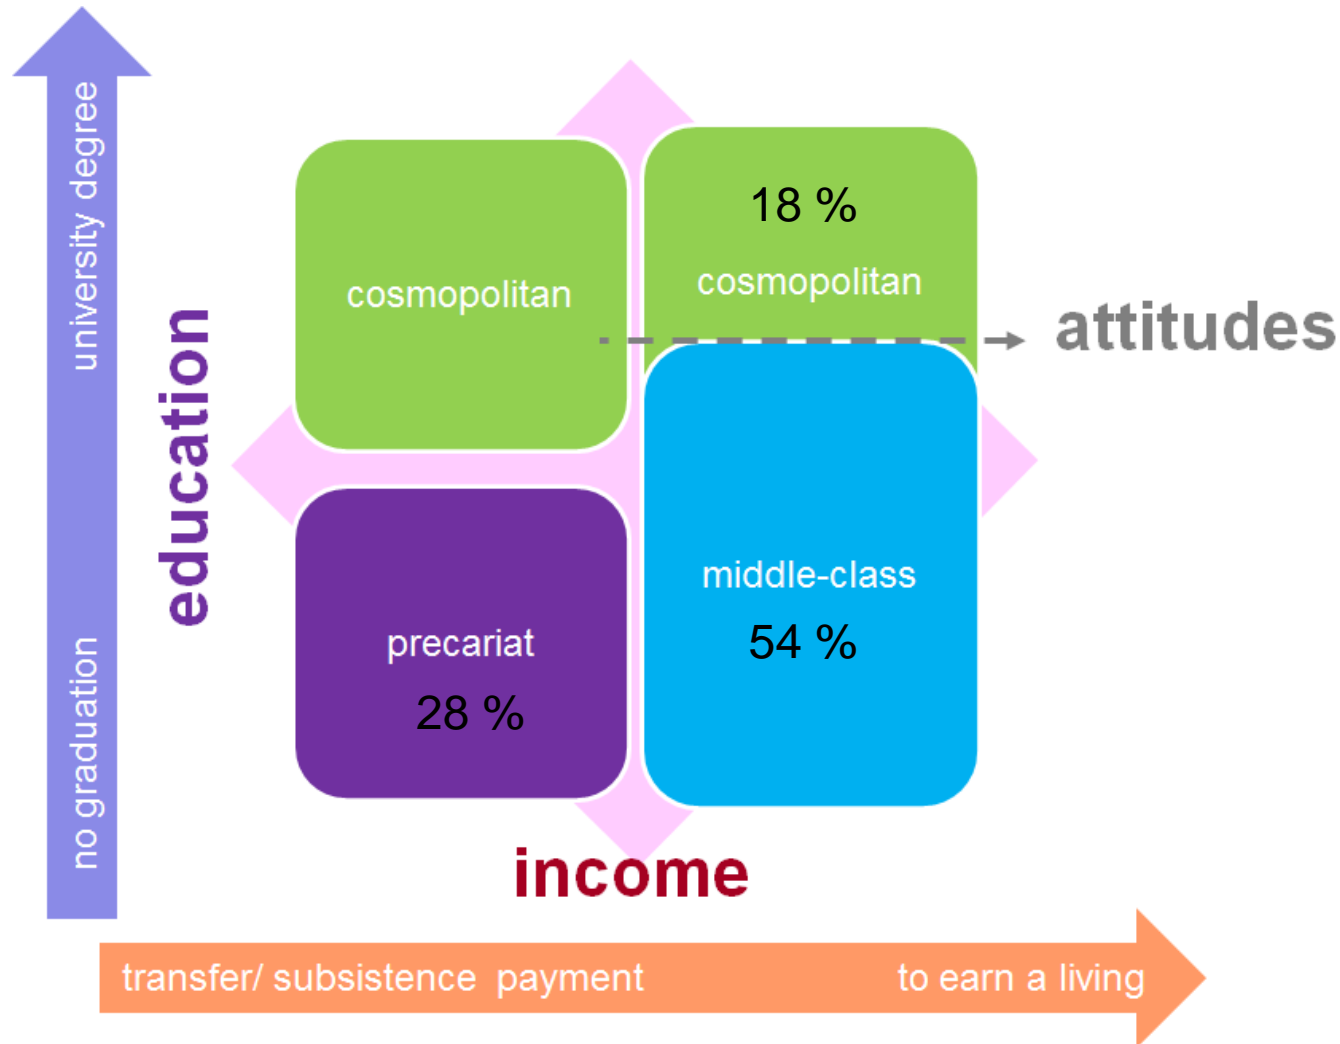 university degree
no graduation
education
cosmopolitan
18 %
cosmopolitan
attitudes
precariat
28 %
middle-class
54 %
income
transfer/ subsistence payment
to earn a living